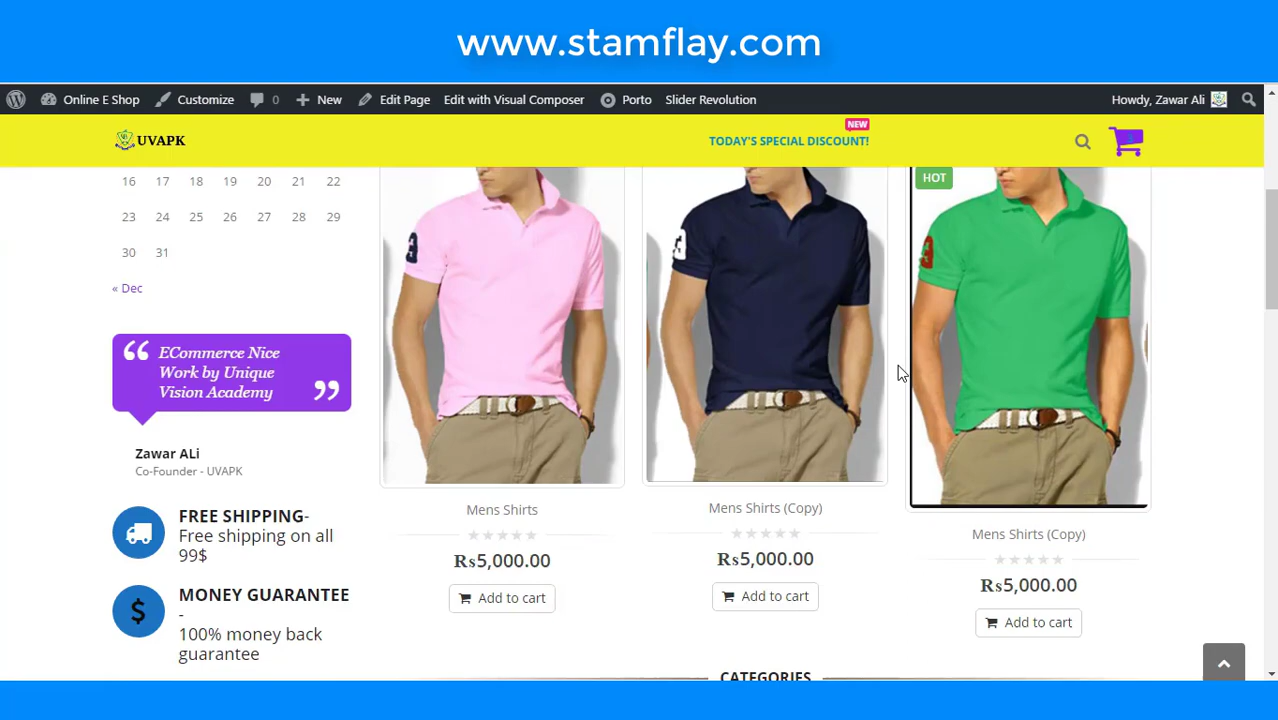 www.stamflay.com
Online E Shop Customize 0 New Edit Page Edit with Visual Composer Porto Slider Revolution Howdy, Zawar Ali
UVAPK
NEW
TODAY'S SPECIAL DISCOUNT!
16 17 18 19 20 21 22
23 24 25 26 27 28 29
30 31
« Dec
“ ECommerce Nice
Work by Unique
Vision Academy ”
Zawar ALi
Co-Founder - UVAPK
FREE SHIPPING-
Free shipping on all
99$
MONEY GUARANTEE
-
100% money back
guarantee
3
Mens Shirts
Rs5,000.00
Add to cart
3
Mens Shirts (Copy)
Rs5,000.00
Add to cart
HOT
3
Mens Shirts (Copy)
Rs5,000.00
Add to cart
CATEGORIES